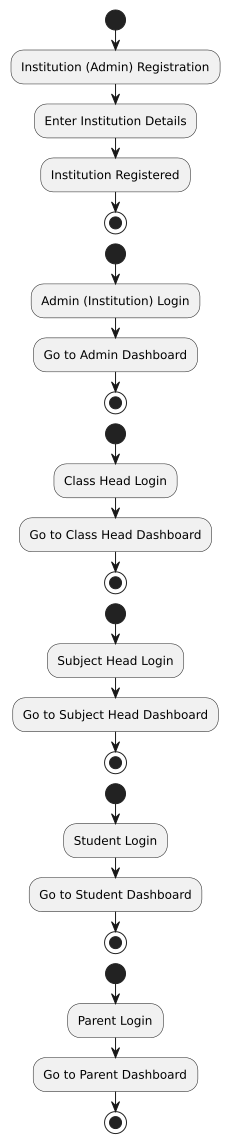 Institution (Admin) Registration
Enter Institution Details
Institution Registered
Admin (Institution) Login
Go to Admin Dashboard
Class Head Login
Go to Class Head Dashboard
Subject Head Login
Go to Subject Head Dashboard
Student Login
Go to Student Dashboard
Parent Login
Go to Parent Dashboard